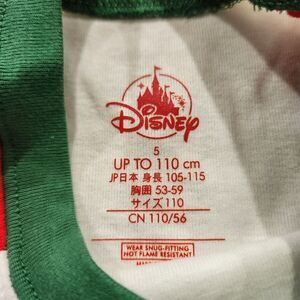 Disney
5
UP TO 110 cm
JP日本 身長 105-115
胸囲 53-59
サイズ 110
CN 110/56
WEAR SNUG-FITTING
NOT FLAME RESISTANT